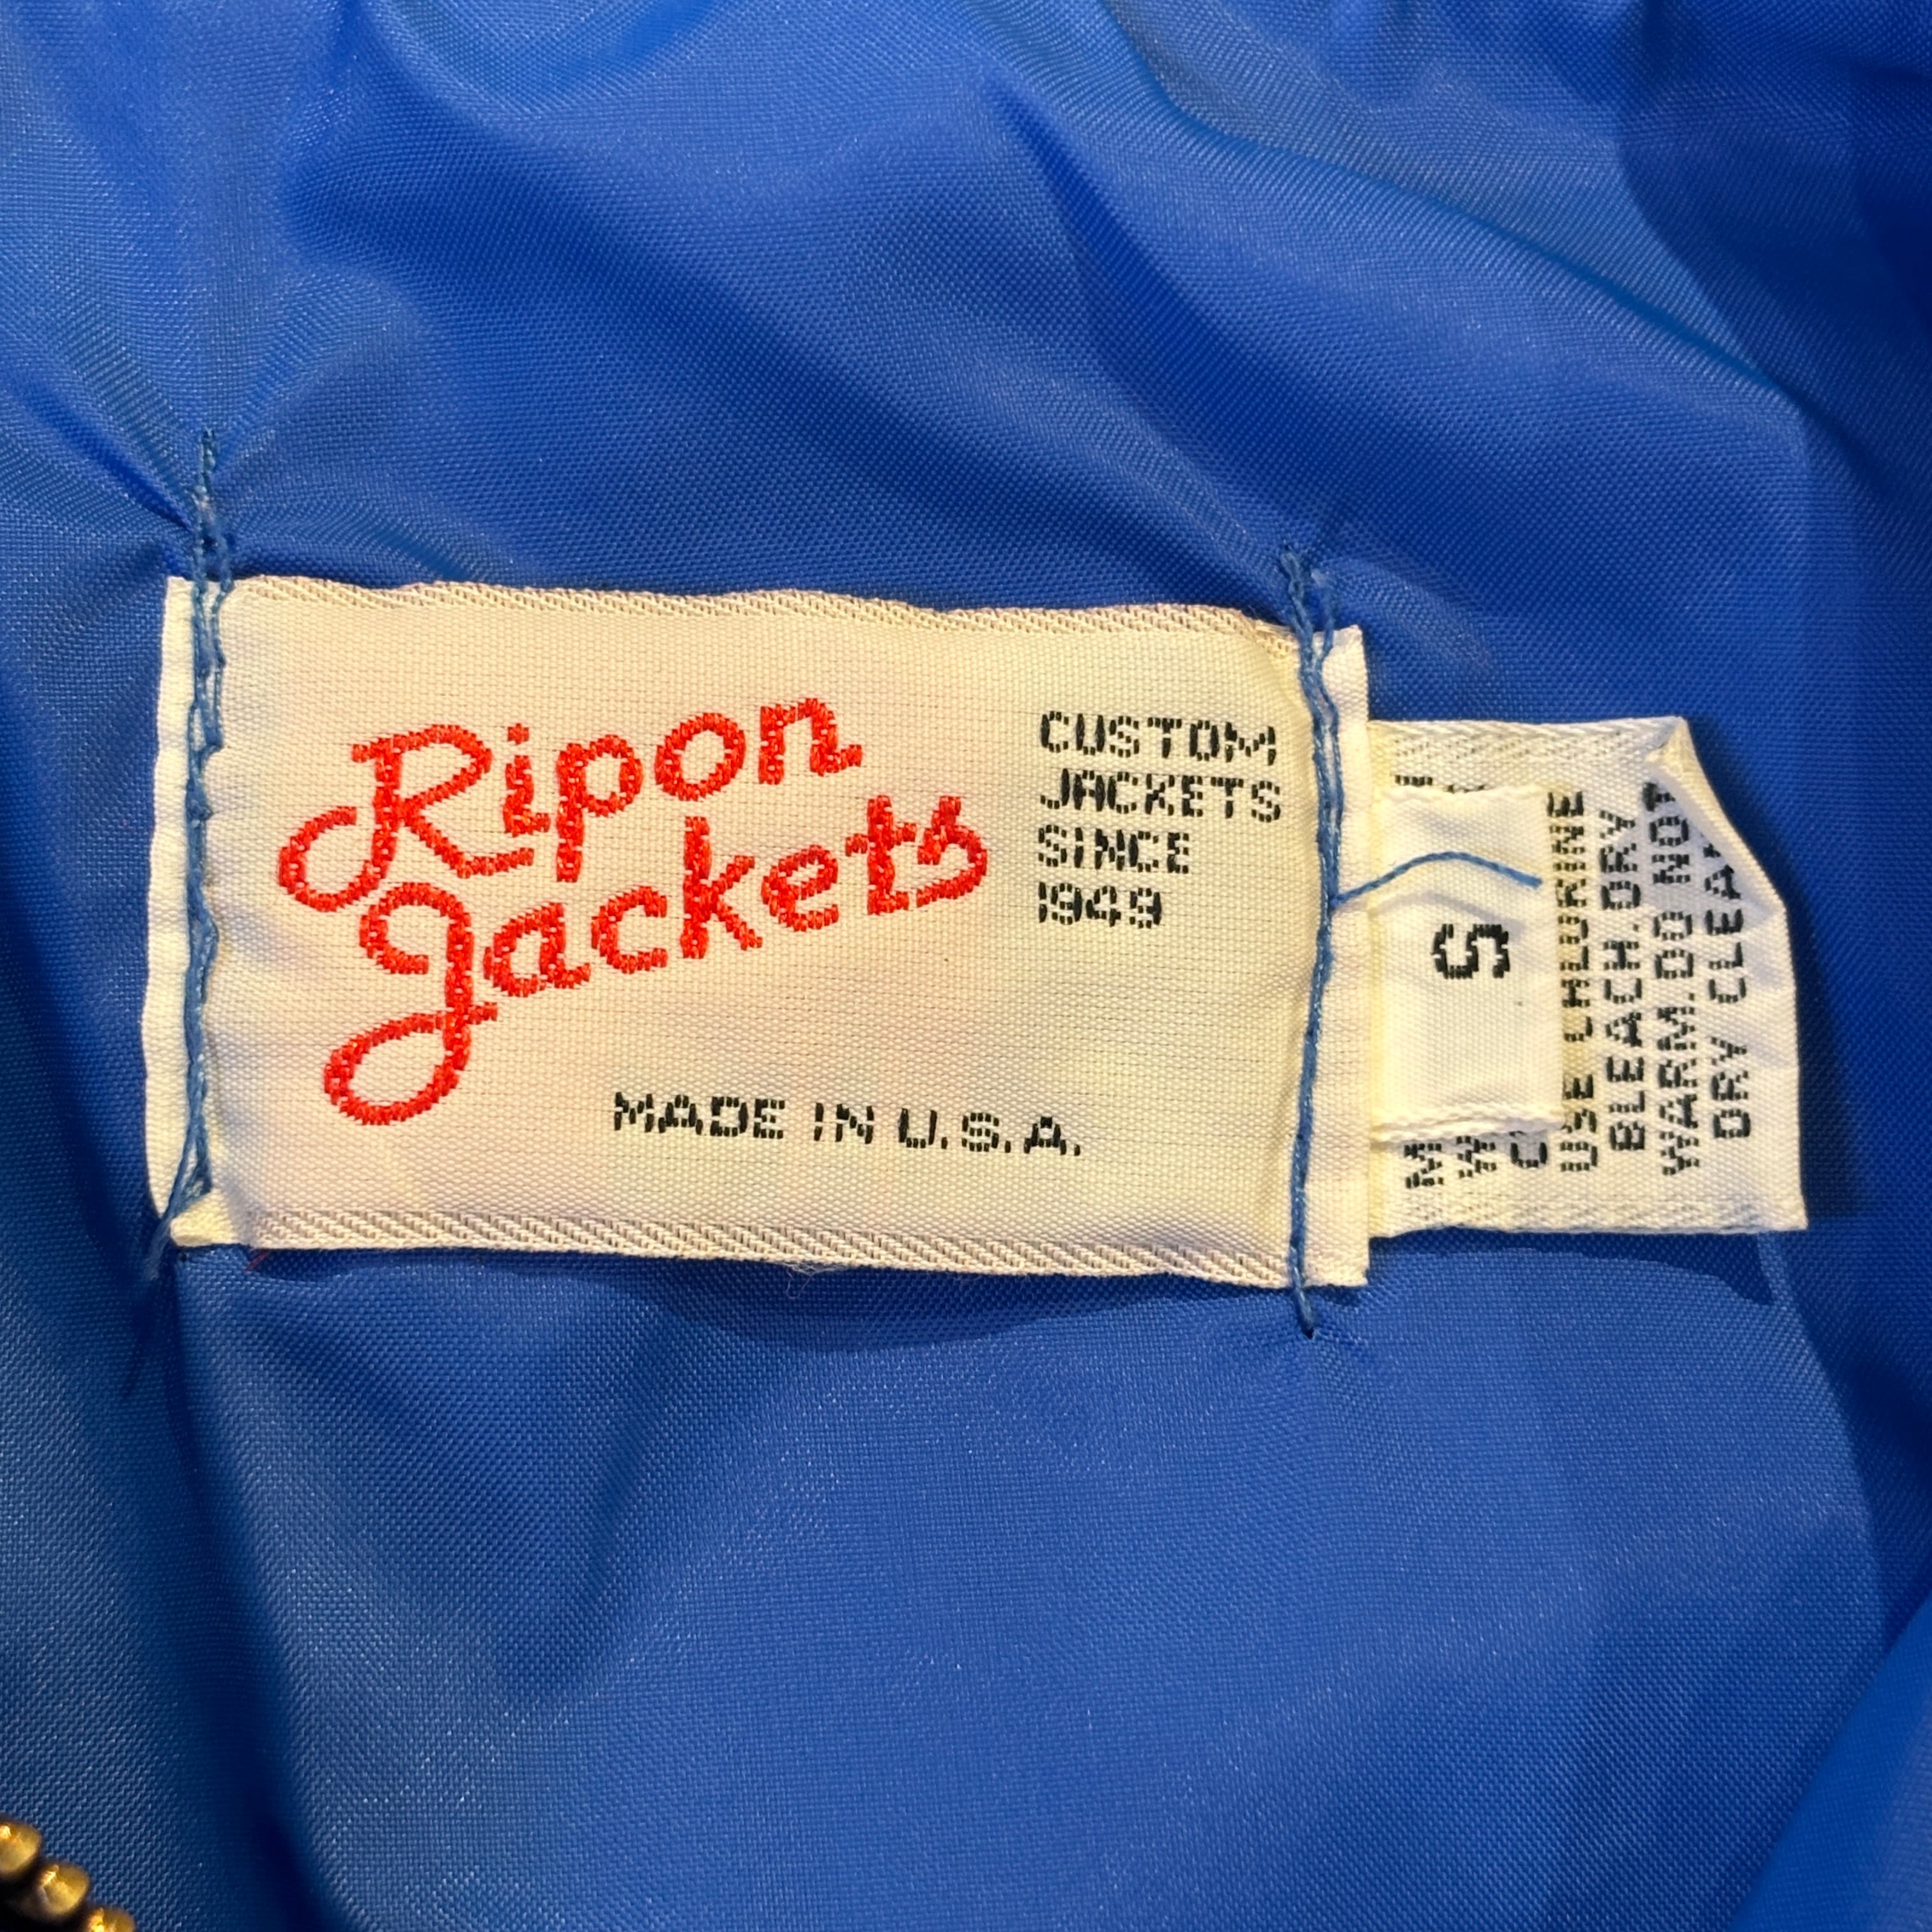 Ripon
Jackets
CUSTOM
JACKETS
SINCE
1949
MADE IN U.S.A.
S
USE CHLORINE
BLEACH. DRY
WARM. DO NOT
DRY CLEAN